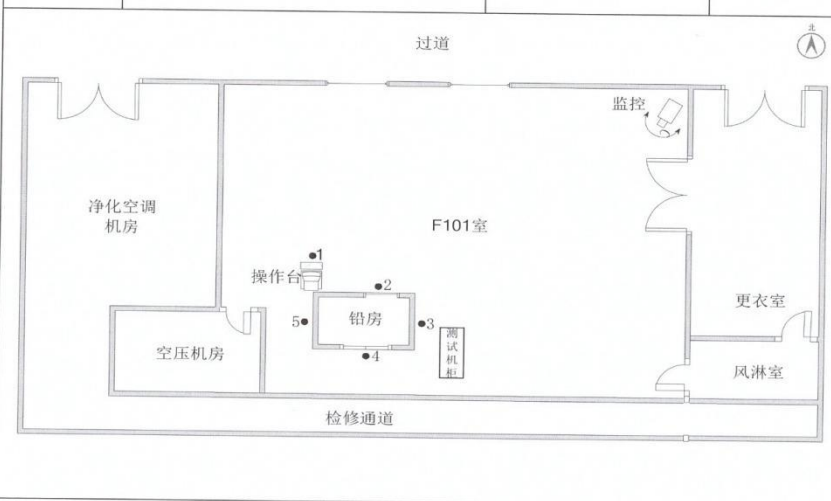 北
过道
监控
净化空调
机房
F101室
1
操作台
2
更衣室
5
铅房
3
测
试
机
柜
空压机房
4
风淋室
检修通道